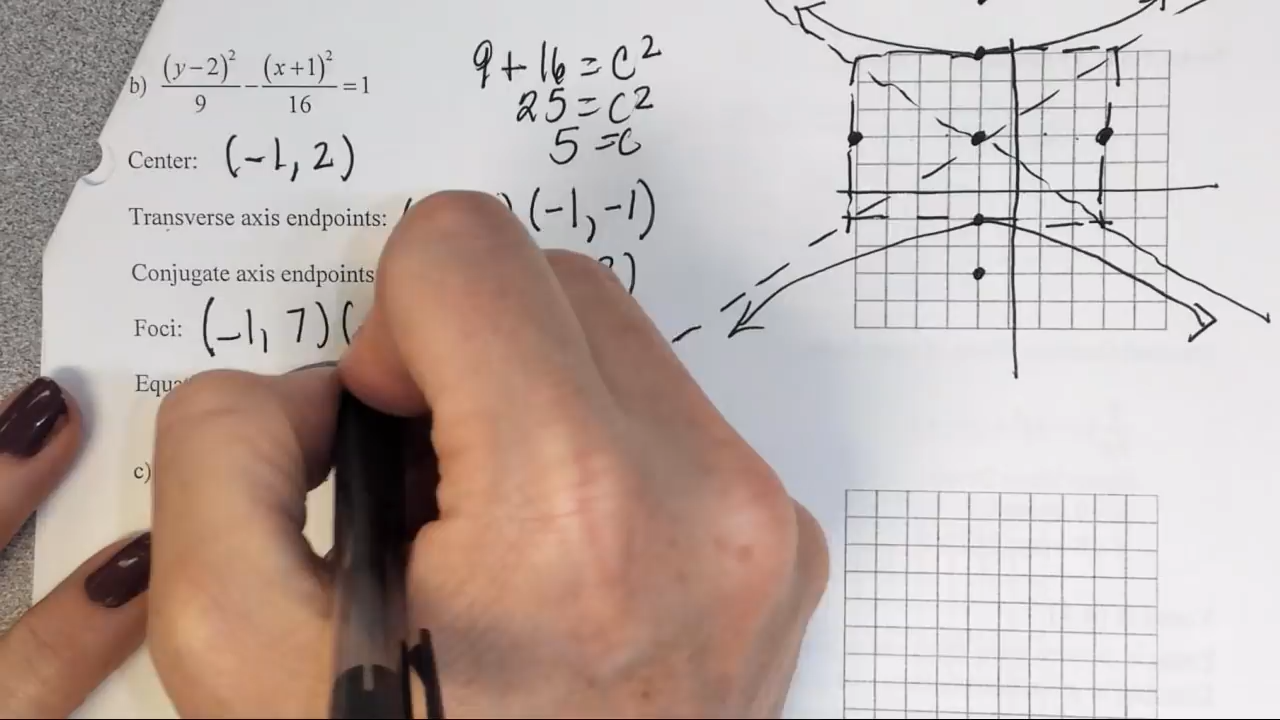 b) (y-2)²/9 - (x+1)²/16 = 1
9 + 16 = c²
25 = c²
5 = c
Center: (-1, 2)
Transverse axis endpoints: ( ) (-1, -1)
Conjugate axis endpoints )
Foci: (-1, 7) (
c)